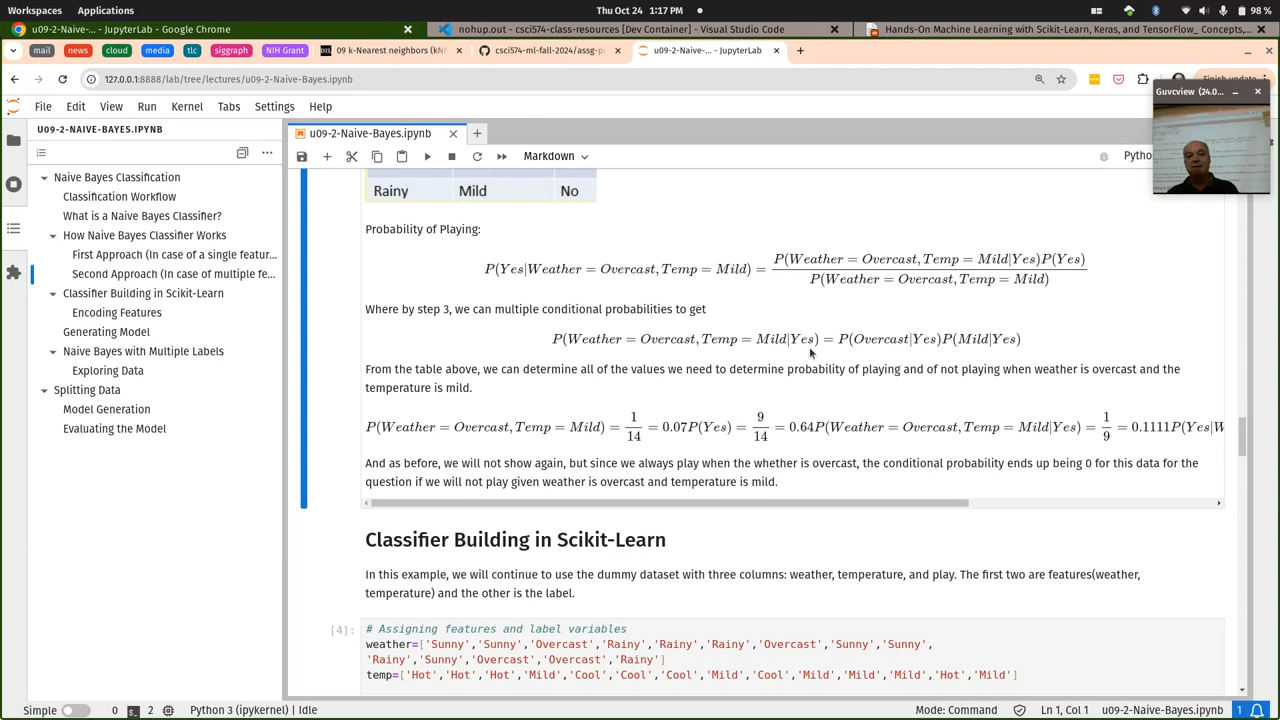 Workspaces Applications Thu Oct 24 1:17 PM 98 %
u09-2-Naive-... - JupyterLab - Google Chrome
nohup.out - csci574-class-resources [Dev Container] - Visual Studio Code
Hands-On Machine Learning with Scikit-Learn, Keras, and TensorFlow_ Concepts,...
mail news cloud media tlc siggraph NIH Grant
09 k-Nearest neighbors (kNN
csci574-ml-fall-2024/assg-p
u09-2-Naive-... - JupyterLab
127.0.0.1:8888/lab/tree/lectures/u09-2-Naive-Bayes.ipynb
Finish update
Guvcview (24.0...
File Edit View Run Kernel Tabs Settings Help
U09-2-NAIVE-BAYES.IPYNB
u09-2-Naive-Bayes.ipynb
Markdown
Pytho
Naive Bayes Classification
Classification Workflow
What is a Naive Bayes Classifier?
How Naive Bayes Classifier Works
First Approach (In case of a single featur...
Second Approach (In case of multiple fe...
Classifier Building in Scikit-Learn
Encoding Features
Generating Model
Naive Bayes with Multiple Labels
Exploring Data
Splitting Data
Model Generation
Evaluating the Model
Rainy Mild No
Probability of Playing:
P(Yes|Weather = Overcast, Temp = Mild) = P(Weather = Overcast, Temp = Mild|Yes)P(Yes) / P(Weather = Overcast, Temp = Mild)
Where by step 3, we can multiple conditional probabilities to get
P(Weather = Overcast, Temp = Mild|Yes) = P(Overcast|Yes)P(Mild|Yes)
From the table above, we can determine all of the values we need to determine probability of playing and of not playing when weather is overcast and the
temperature is mild.
P(Weather = Overcast, Temp = Mild) = 1/14 = 0.07P(Yes) = 9/14 = 0.64P(Weather = Overcast, Temp = Mild|Yes) = 1/9 = 0.1111P(Yes|W
And as before, we will not show again, but since we always play when the whether is overcast, the conditional probability ends up being 0 for this data for the
question if we will not play given weather is overcast and temperature is mild.
Classifier Building in Scikit-Learn
In this example, we will continue to use the dummy dataset with three columns: weather, temperature, and play. The first two are features(weather,
temperature) and the other is the label.
[4]: # Assigning features and label variables
weather=['Sunny','Sunny','Overcast','Rainy','Rainy','Rainy','Overcast','Sunny','Sunny',
'Rainy','Sunny','Overcast','Overcast','Rainy']
temp=['Hot','Hot','Hot','Mild','Cool','Cool','Cool','Mild','Cool','Mild','Mild','Mild','Hot','Mild']
Simple 0 2 Python 3 (ipykernel) | Idle Mode: Command Ln 1, Col 1 u09-2-Naive-Bayes.ipynb 1